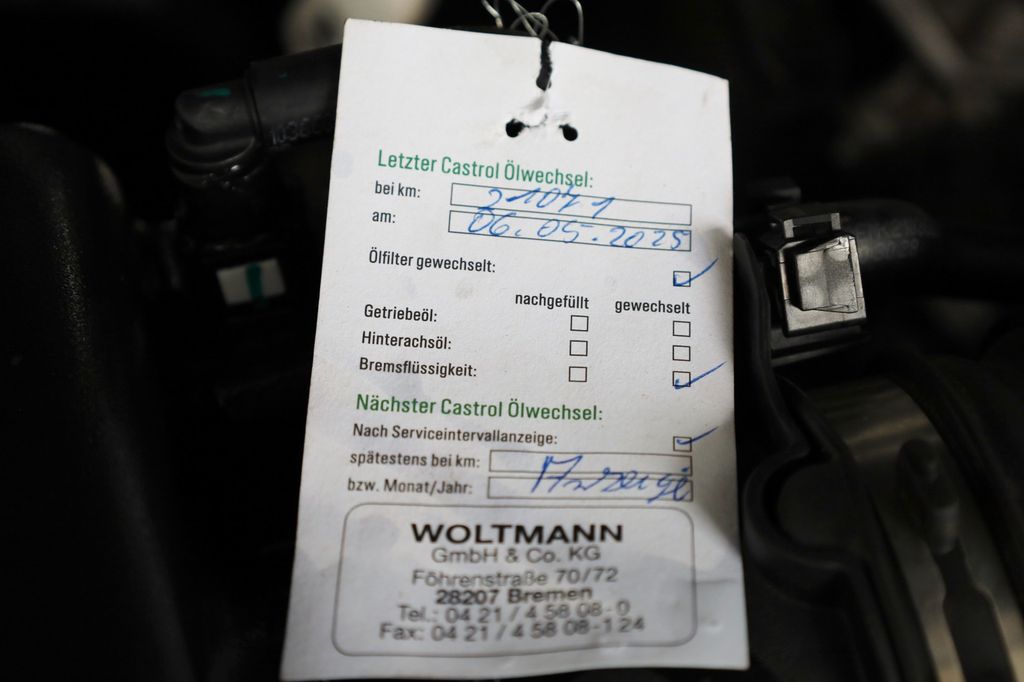 Letzter Castrol Ölwechsel:
bei km: 21041
am: 06.05.2025
Ölfilter gewechselt:
nachgefüllt gewechselt
Getriebeöl:
Hinterachsöl:
Bremsflüssigkeit:
Nächster Castrol Ölwechsel:
Nach Serviceintervallanzeige:
spätestens bei km:
bzw. Monat/Jahr:
WOLTMANN
GmbH & Co. KG
Föhrenstraße 70/72
28207 Bremen
Tel.: 04 21 / 4 58 08-0
Fax: 04 21 / 4 58 08-124